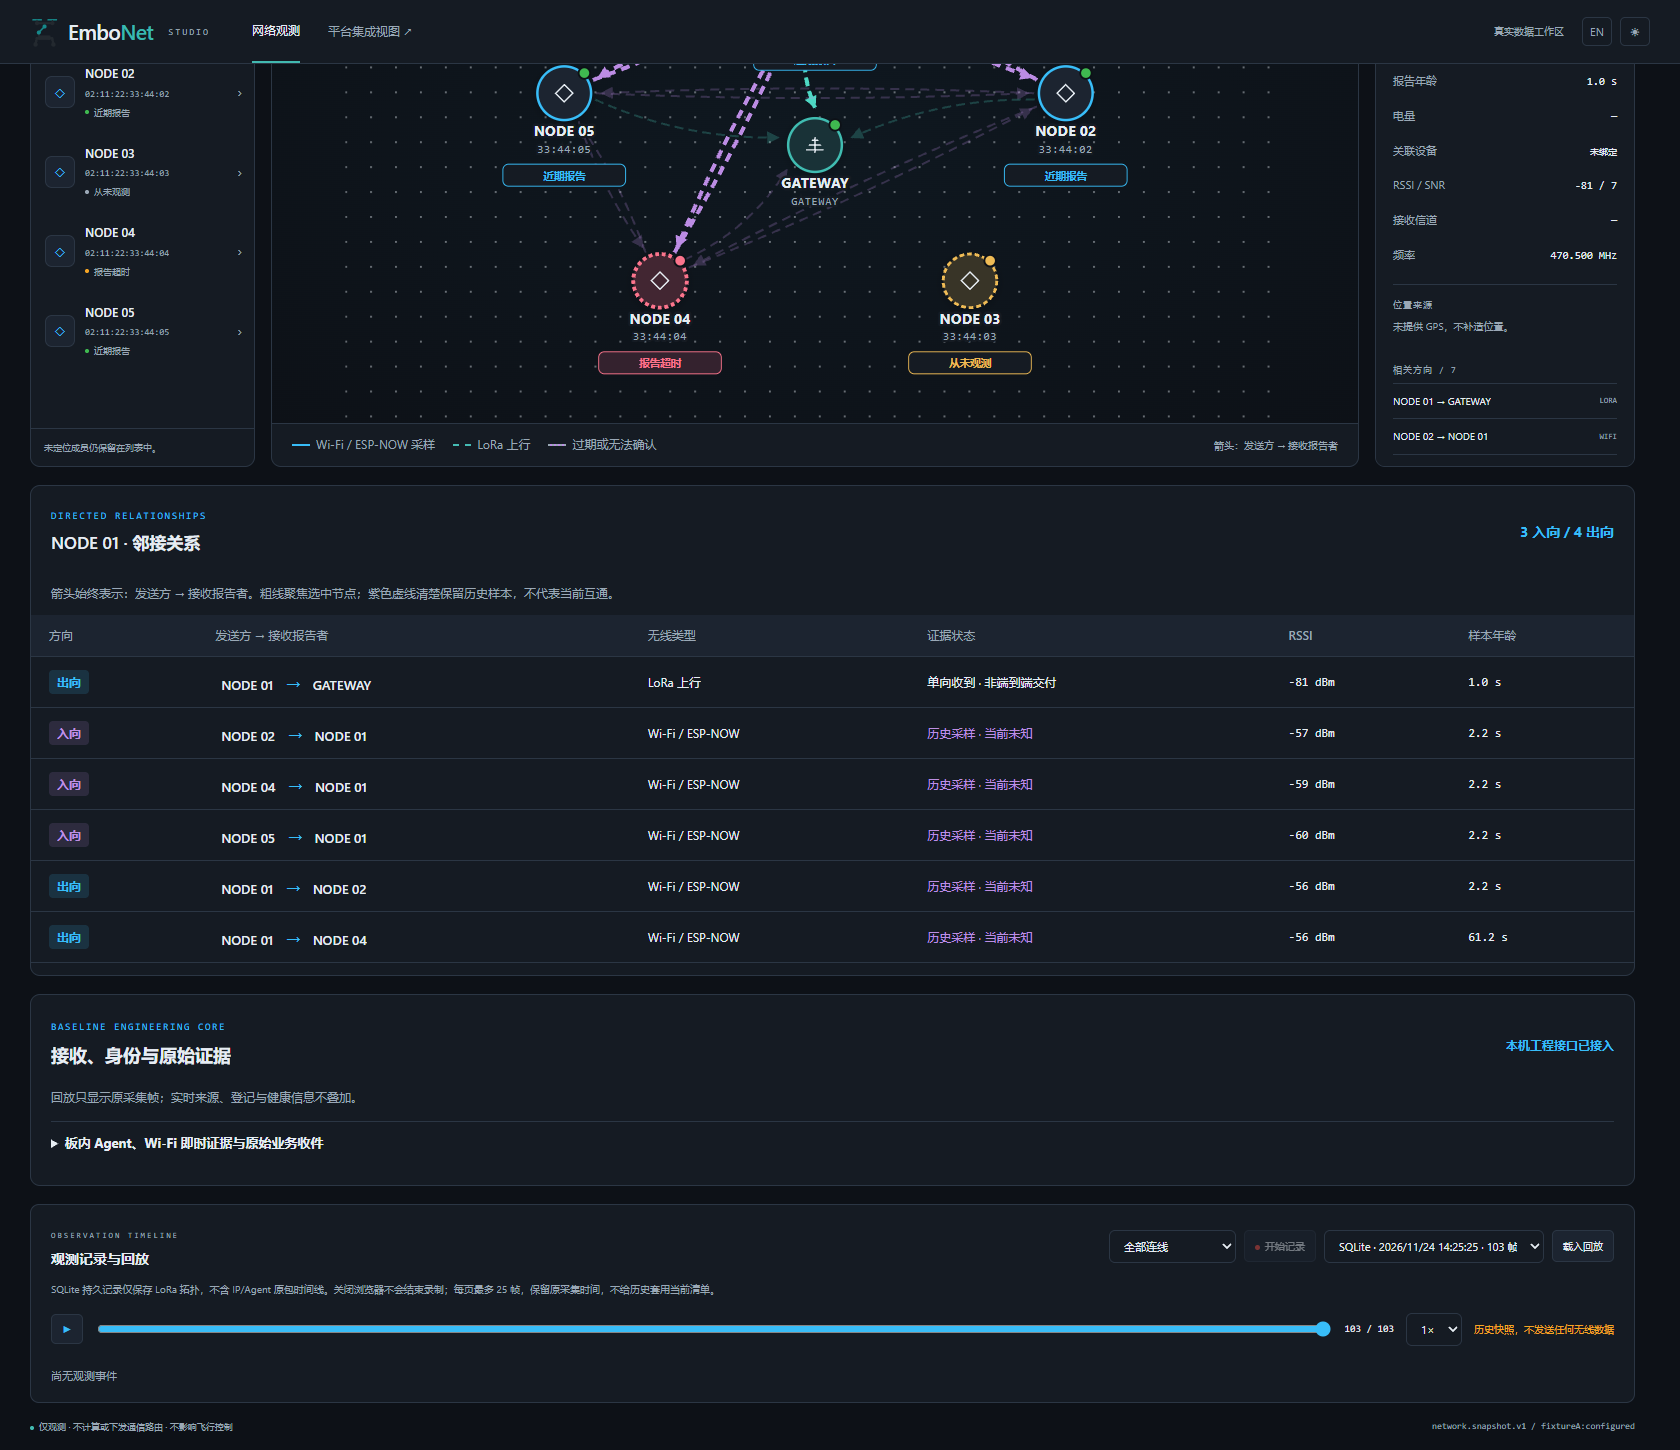 EmboNet STUDIO
网络观测
平台集成视图 ↗
真实数据工作区
EN
NODE 02
02:11:22:33:44:02
近期报告
NODE 03
02:11:22:33:44:03
从未观测
NODE 04
02:11:22:33:44:04
报告超时
NODE 05
02:11:22:33:44:05
近期报告
未定位成员仍保留在列表中。
NODE 05
33:44:05
近期报告
GATEWAY
GATEWAY
NODE 02
33:44:02
近期报告
NODE 04
33:44:04
报告超时
NODE 03
33:44:03
从未观测
Wi-Fi / ESP-NOW 采样
LoRa 上行
过期或无法确认
箭头：发送方 → 接收报告者
报告年龄 1.0 s
电量 —
关联设备 未绑定
RSSI / SNR -81 / 7
接收信道 —
频率 470.500 MHz
位置来源
未提供 GPS，不补造位置。
相关方向 / 7
NODE 01 → GATEWAY LORA
NODE 02 → NODE 01 WIFI
DIRECTED RELATIONSHIPS
NODE 01 · 邻接关系
3 入向 / 4 出向
箭头始终表示：发送方 → 接收报告者。粗线聚焦选中节点；紫色虚线清楚保留历史样本，不代表当前互通。
方向 发送方 → 接收报告者 无线类型 证据状态 RSSI 样本年龄
出向 NODE 01 → GATEWAY LoRa 上行 单向收到 · 非端到端交付 -81 dBm 1.0 s
入向 NODE 02 → NODE 01 Wi-Fi / ESP-NOW 历史采样 · 当前未知 -57 dBm 2.2 s
入向 NODE 04 → NODE 01 Wi-Fi / ESP-NOW 历史采样 · 当前未知 -59 dBm 2.2 s
入向 NODE 05 → NODE 01 Wi-Fi / ESP-NOW 历史采样 · 当前未知 -60 dBm 2.2 s
出向 NODE 01 → NODE 02 Wi-Fi / ESP-NOW 历史采样 · 当前未知 -56 dBm 2.2 s
出向 NODE 01 → NODE 04 Wi-Fi / ESP-NOW 历史采样 · 当前未知 -56 dBm 61.2 s
BASELINE ENGINEERING CORE
接收、身份与原始证据
本机工程接口已接入
回放只显示原采集帧；实时来源、登记与健康信息不叠加。
▶ 板内 Agent、Wi-Fi 即时证据与原始业务收件
OBSERVATION TIMELINE
观测记录与回放
全部连线
开始记录
SQLite · 2026/11/24 14:25:25 · 103 帧
载入回放
SQLite 持久记录仅保存 LoRa 拓扑，不含 IP/Agent 原包时间线。关闭浏览器不会结束录制；每页最多 25 帧，保留原采集时间，不给历史套用当前清单。
103 / 103
1×
历史快照，不发送任何无线数据
尚无观测事件
仅观测 · 不计算或下发通信路由 · 不影响飞行控制
network.snapshot.v1 / fixtureA:configured